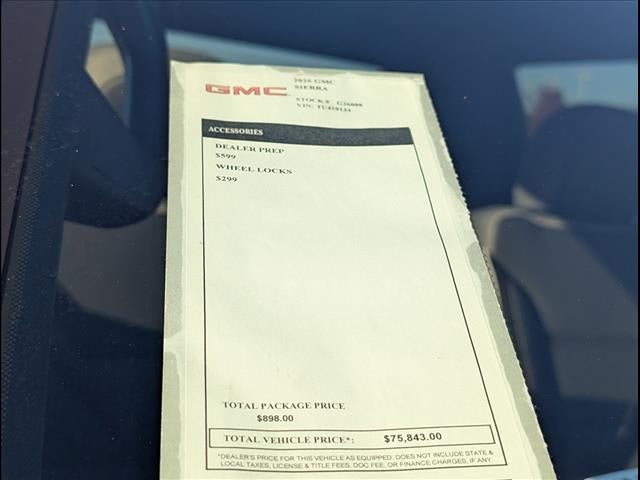 GMC
2026 GMC
SIERRA
STOCK #
VIN:
ACCESSORIES
DEALER PREP
$599
WHEEL LOCKS
$299
TOTAL PACKAGE PRICE
$898.00
TOTAL VEHICLE PRICE*: $75,843.00
*DEALER'S PRICE FOR THIS VEHICLE AS EQUIPPED. DOES NOT INCLUDE STATE &
LOCAL TAXES, LICENSE & TITLE FEES, DOC FEE, OR FINANCE CHARGES, IF ANY.